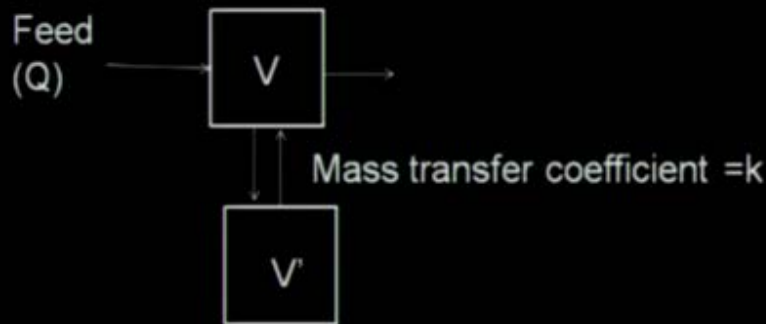 Feed
(Q)
V
Mass transfer coefficient =k
V'